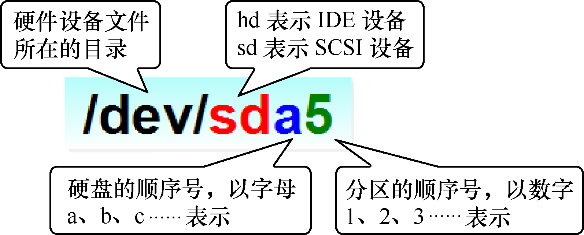 硬件设备文件
所在的目录
hd 表示 IDE 设备
sd 表示 SCSI 设备
/dev/sda5
硬盘的顺序号，以字母
a、b、c……表示
分区的顺序号，以数字
1、2、3……表示